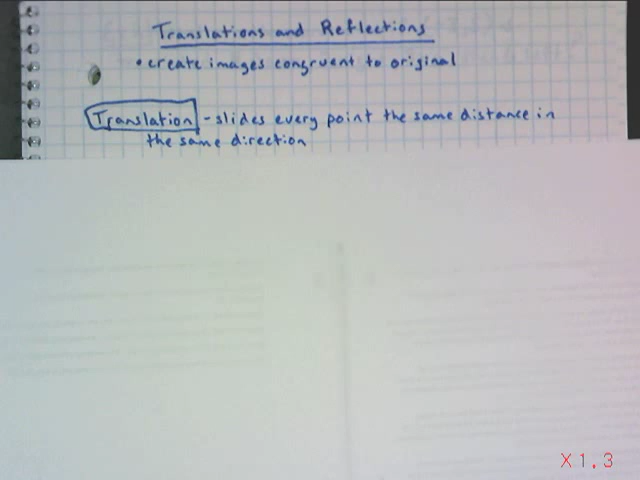 Translations and Reflections
• create images congruent to original
Translation - slides every point the same distance in
the same direction
X1.3